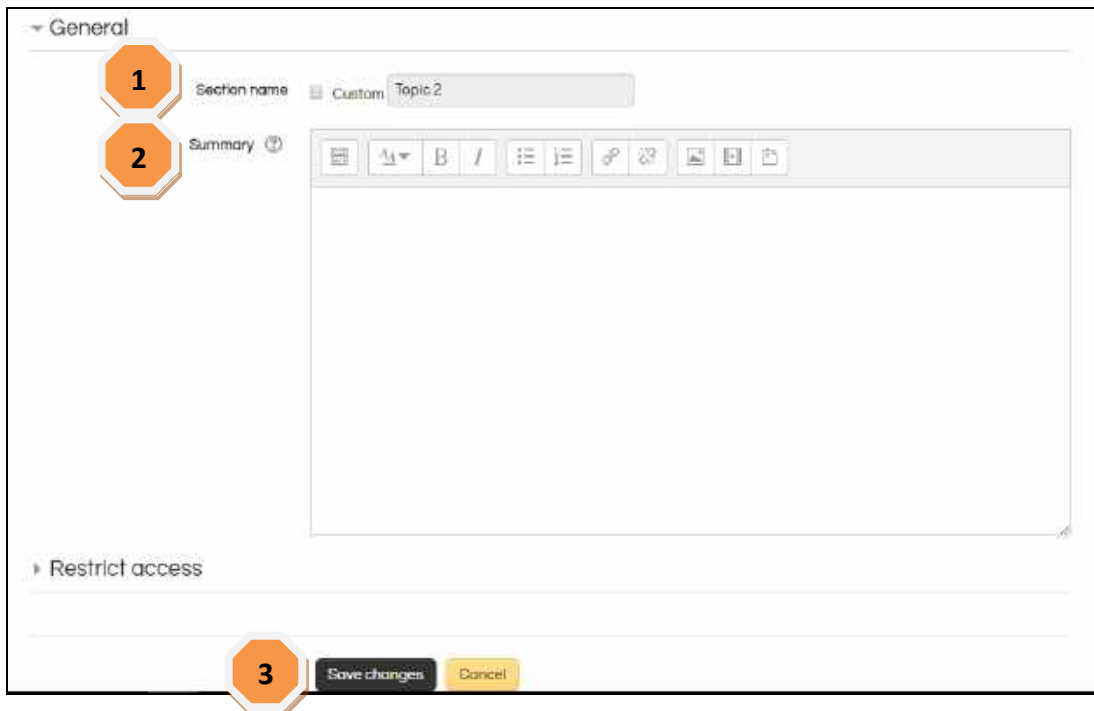 General
1 Section name Custom Topic 2
2 Summary
B I
Restrict access
3 Save changes Cancel